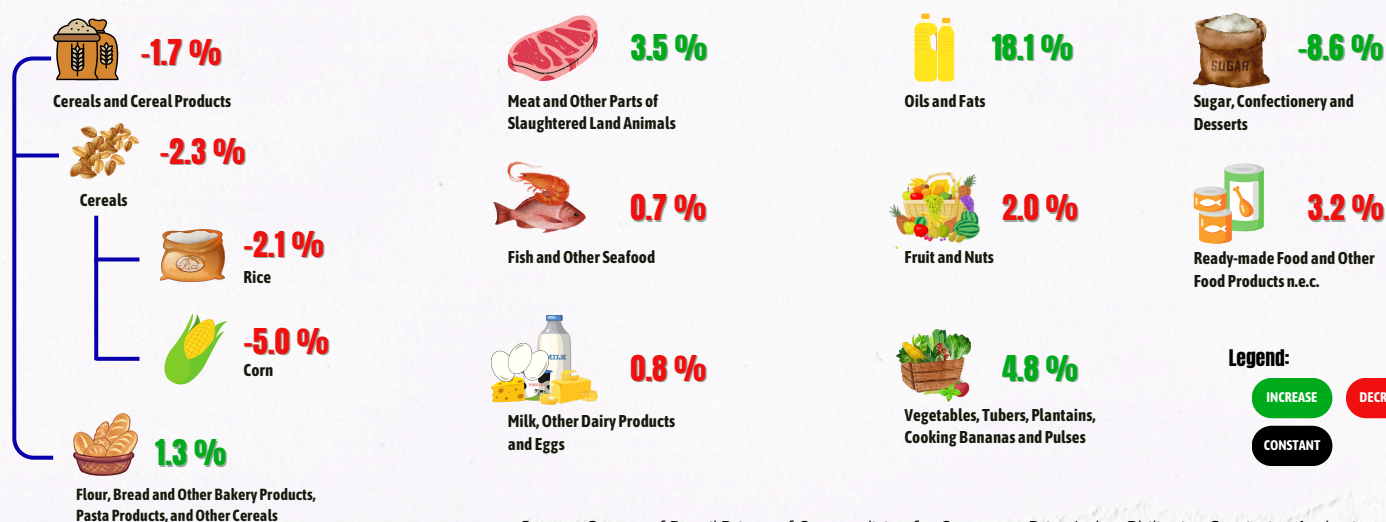 -1.7 %
Cereals and Cereal Products
-2.3 %
Cereals
-2.1 %
Rice
-5.0 %
Corn
1.3 %
Flour, Bread and Other Bakery Products,
Pasta Products, and Other Cereals
3.5 %
Meat and Other Parts of
Slaughtered Land Animals
0.7 %
Fish and Other Seafood
MILK
0.8 %
Milk, Other Dairy Products
and Eggs
18.1 %
Oils and Fats
2.0 %
Fruit and Nuts
4.8 %
Vegetables, Tubers, Plantains,
Cooking Bananas and Pulses
SUGAR
-8.6 %
Sugar, Confectionery and
Desserts
3.2 %
Ready-made Food and Other
Food Products n.e.c.
Legend:
INCREASE
DECR
CONSTANT